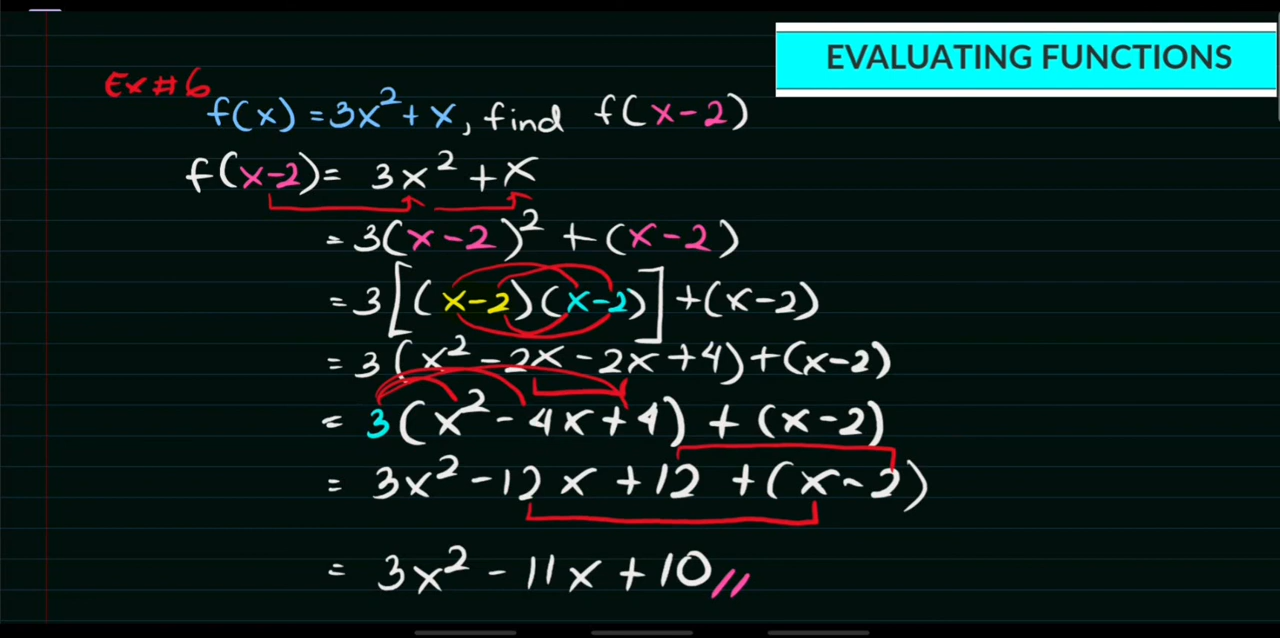 EVALUATING FUNCTIONS
Ex#6
f(x) = 3x² + x, find f(x-2)
f(x-2) = 3x² + x
= 3(x-2)² + (x-2)
= 3[(x-2)(x-2)] + (x-2)
= 3(x² - 2x - 2x + 4) + (x-2)
= 3(x² - 4x + 4) + (x-2)
= 3x² - 12x + 12 + (x-2)
= 3x² - 11x + 10 //